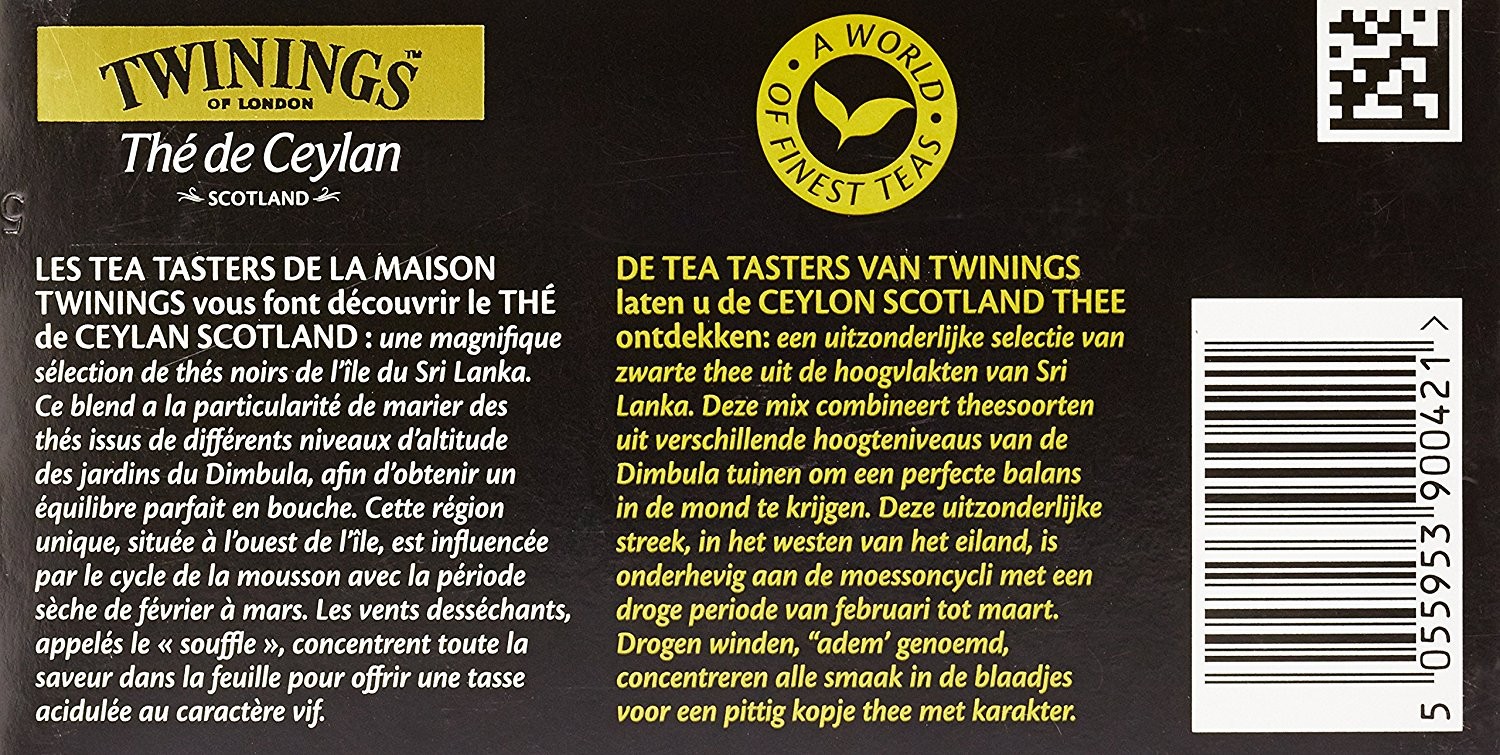 TWININGS™
OF LONDON
Thé de Ceylan
SCOTLAND
A WORLD OF FINEST TEAS
5
LES TEA TASTERS DE LA MAISON
TWININGS vous font découvrir le THÉ
de CEYLAN SCOTLAND : une magnifique
sélection de thés noirs de l'île du Sri Lanka.
Ce blend a la particularité de marier des
thés issus de différents niveaux d'altitude
des jardins du Dimbula, afin d'obtenir un
équilibre parfait en bouche. Cette région
unique, située à l'ouest de l'île, est influencée
par le cycle de la mousson avec la période
sèche de février à mars. Les vents desséchants,
appelés le « souffle », concentrent toute la
saveur dans la feuille pour offrir une tasse
acidulée au caractère vif.
DE TEA TASTERS VAN TWININGS
laten u de CEYLON SCOTLAND THEE
ontdekken: een uitzonderlijke selectie van
zwarte thee uit de hoogvlakten van Sri
Lanka. Deze mix combineert theesoorten
uit verschillende hoogteniveaus van de
Dimbula tuinen om een perfecte balans
in de mond te krijgen. Deze uitzonderlijke
streek, in het westen van het eiland, is
onderhevig aan de moessoncycli met een
droge periode van februari tot maart.
Drogen winden, “adem’ genoemd,
concentreren alle smaak in de blaadjes
voor een pittig kopje thee met karakter.
5 055953 900421 >